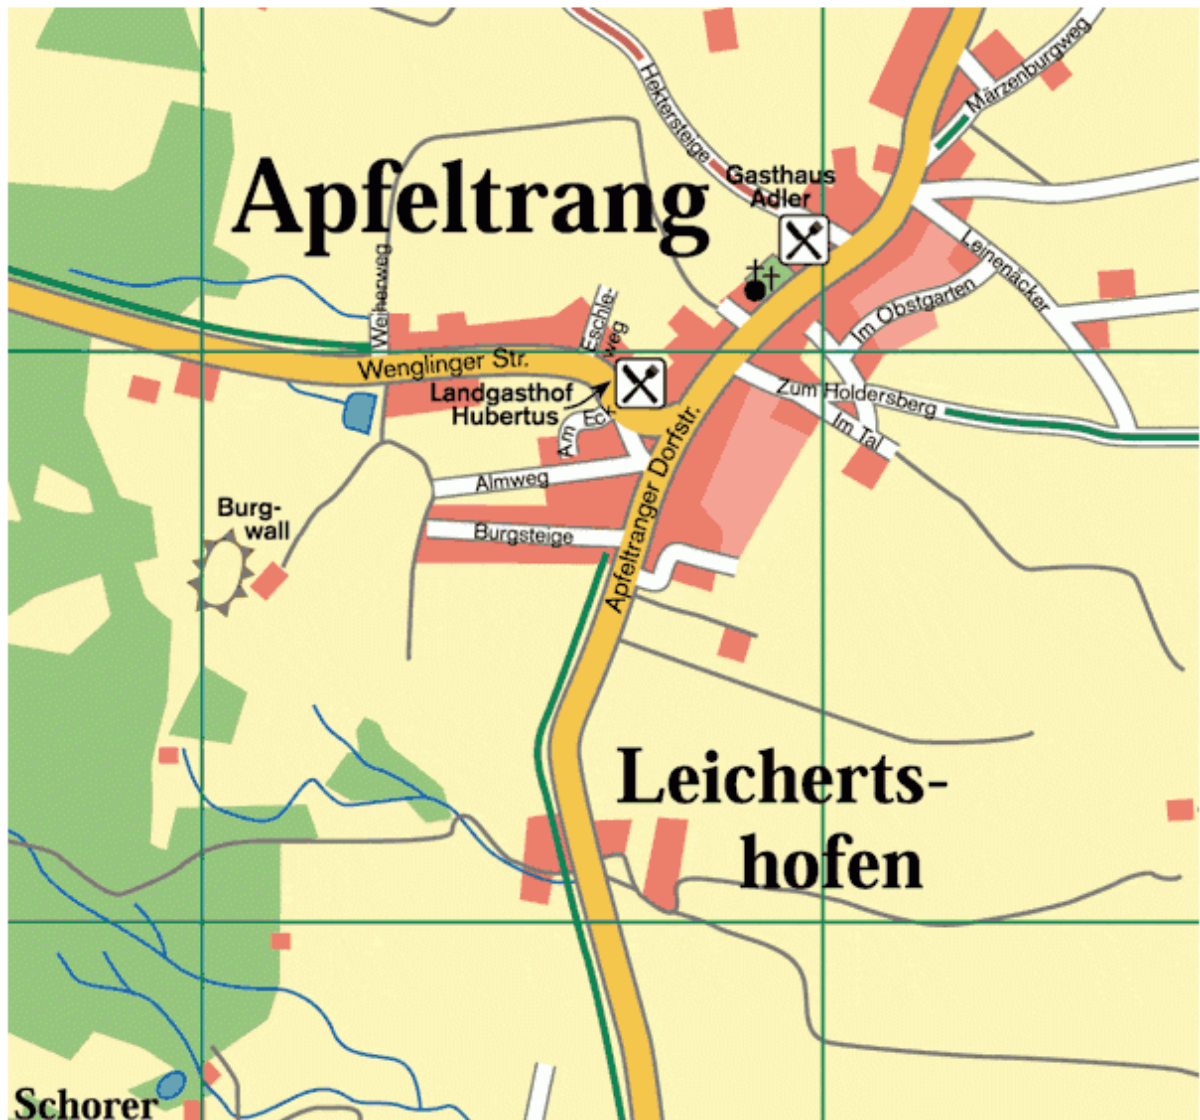 Märzenburgweg
Hektersteige
Gasthaus
Adler
Apfeltrang
Leinenäcker
Weiherweg
Im Obstgarten
Eschle-
weg
Wenglinger Str.
Landgasthof
Hubertus
Zum Holdersberg
Am Eck
Im Tal
Apfeltranger Dorfstr.
Almweg
Burg-
wall
Burgsteige
Leicherts-
hofen
Schorer